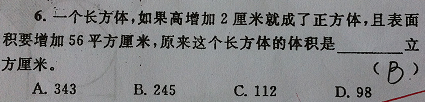 6. 一个长方体,如果高增加 2 厘米就成了正方体,且表面
积要增加 56 平方厘米,原来这个长方体的体积是________立
方厘米。 (B)
A. 343 B. 245 C. 112 D. 98